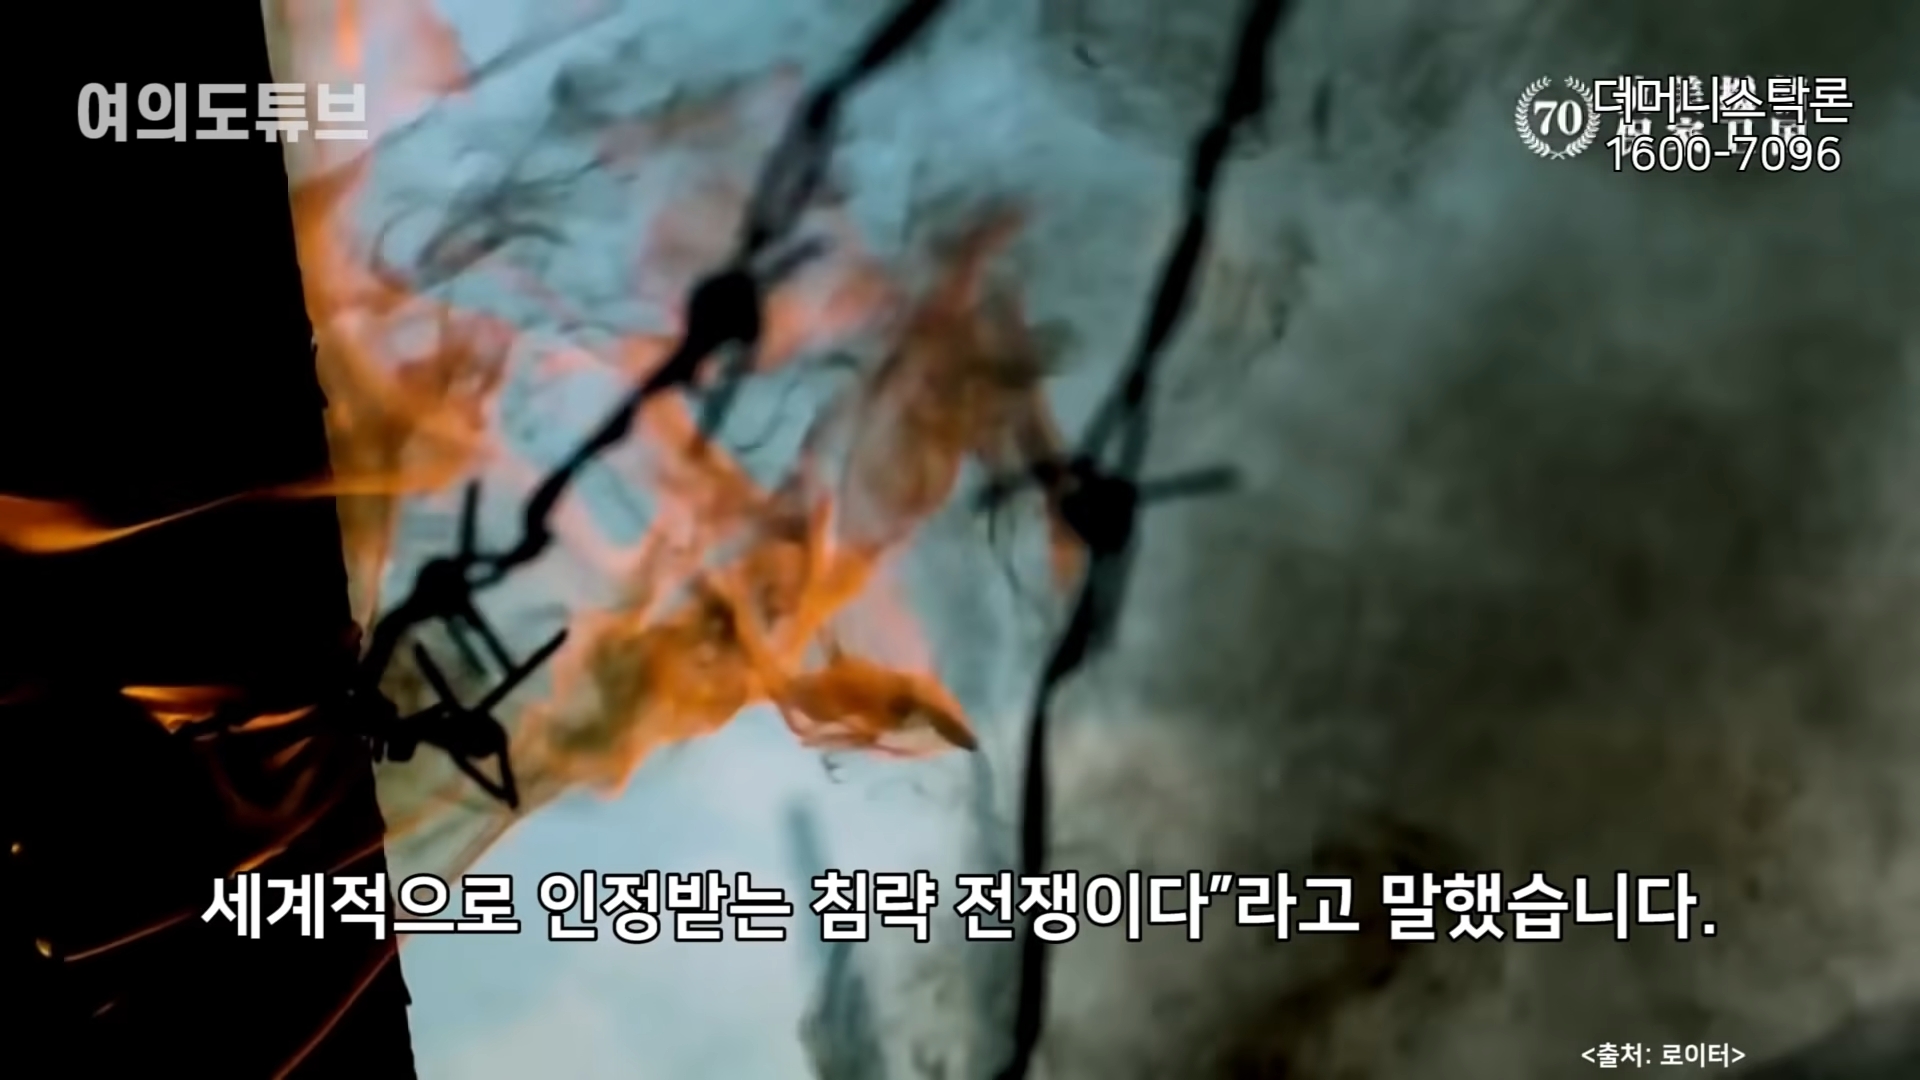 여의도튜브
70
더머니스탁론
1600-7096
세계적으로 인정받는 침략 전쟁이다"라고 말했습니다.
<출처: 로이터>